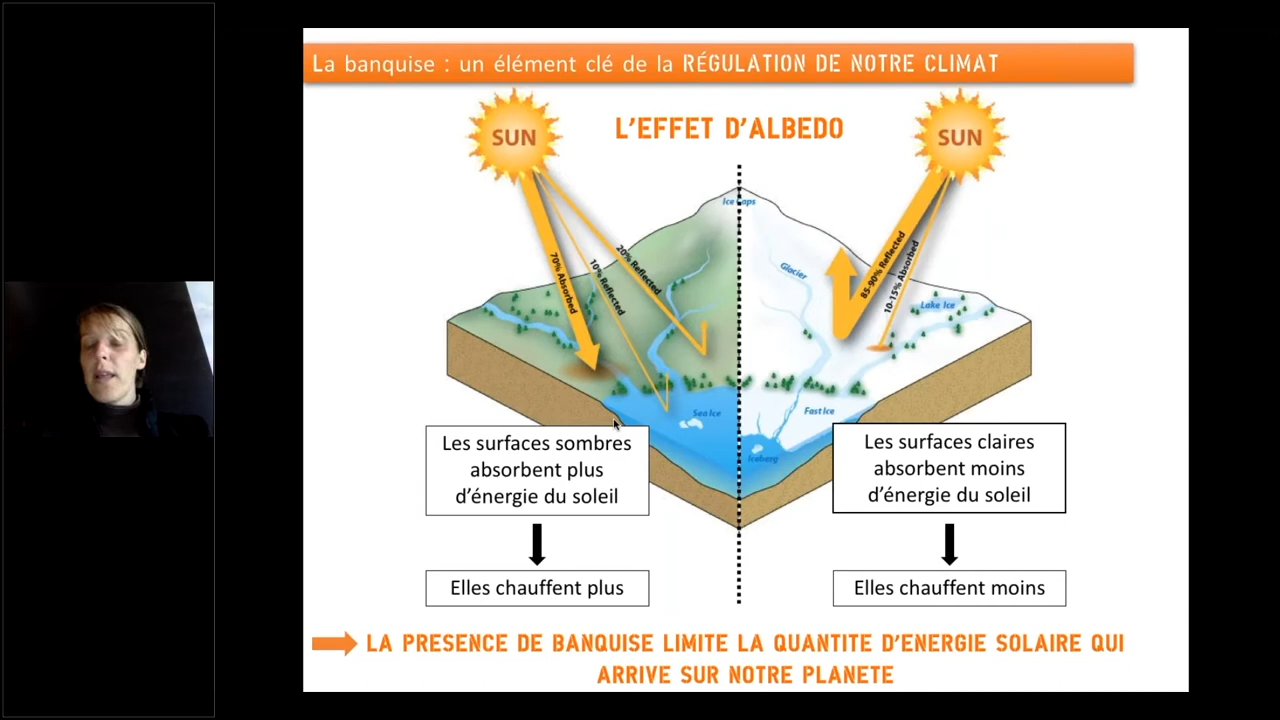 La banquise : un élément clé de la RÉGULATION DE NOTRE CLIMAT
L'EFFET D'ALBEDO
SUN
SUN
70% Absorbed
10% Reflected
20% Reflected
Ice Caps
Glacier
85-90% Reflected
10-15% Absorbed
Lake Ice
Sea Ice
Fast Ice
Iceberg
Les surfaces sombres
absorbent plus
d'énergie du soleil
Les surfaces claires
absorbent moins
d'énergie du soleil
Elles chauffent plus
Elles chauffent moins
LA PRESENCE DE BANQUISE LIMITE LA QUANTITE D'ENERGIE SOLAIRE QUI
ARRIVE SUR NOTRE PLANETE